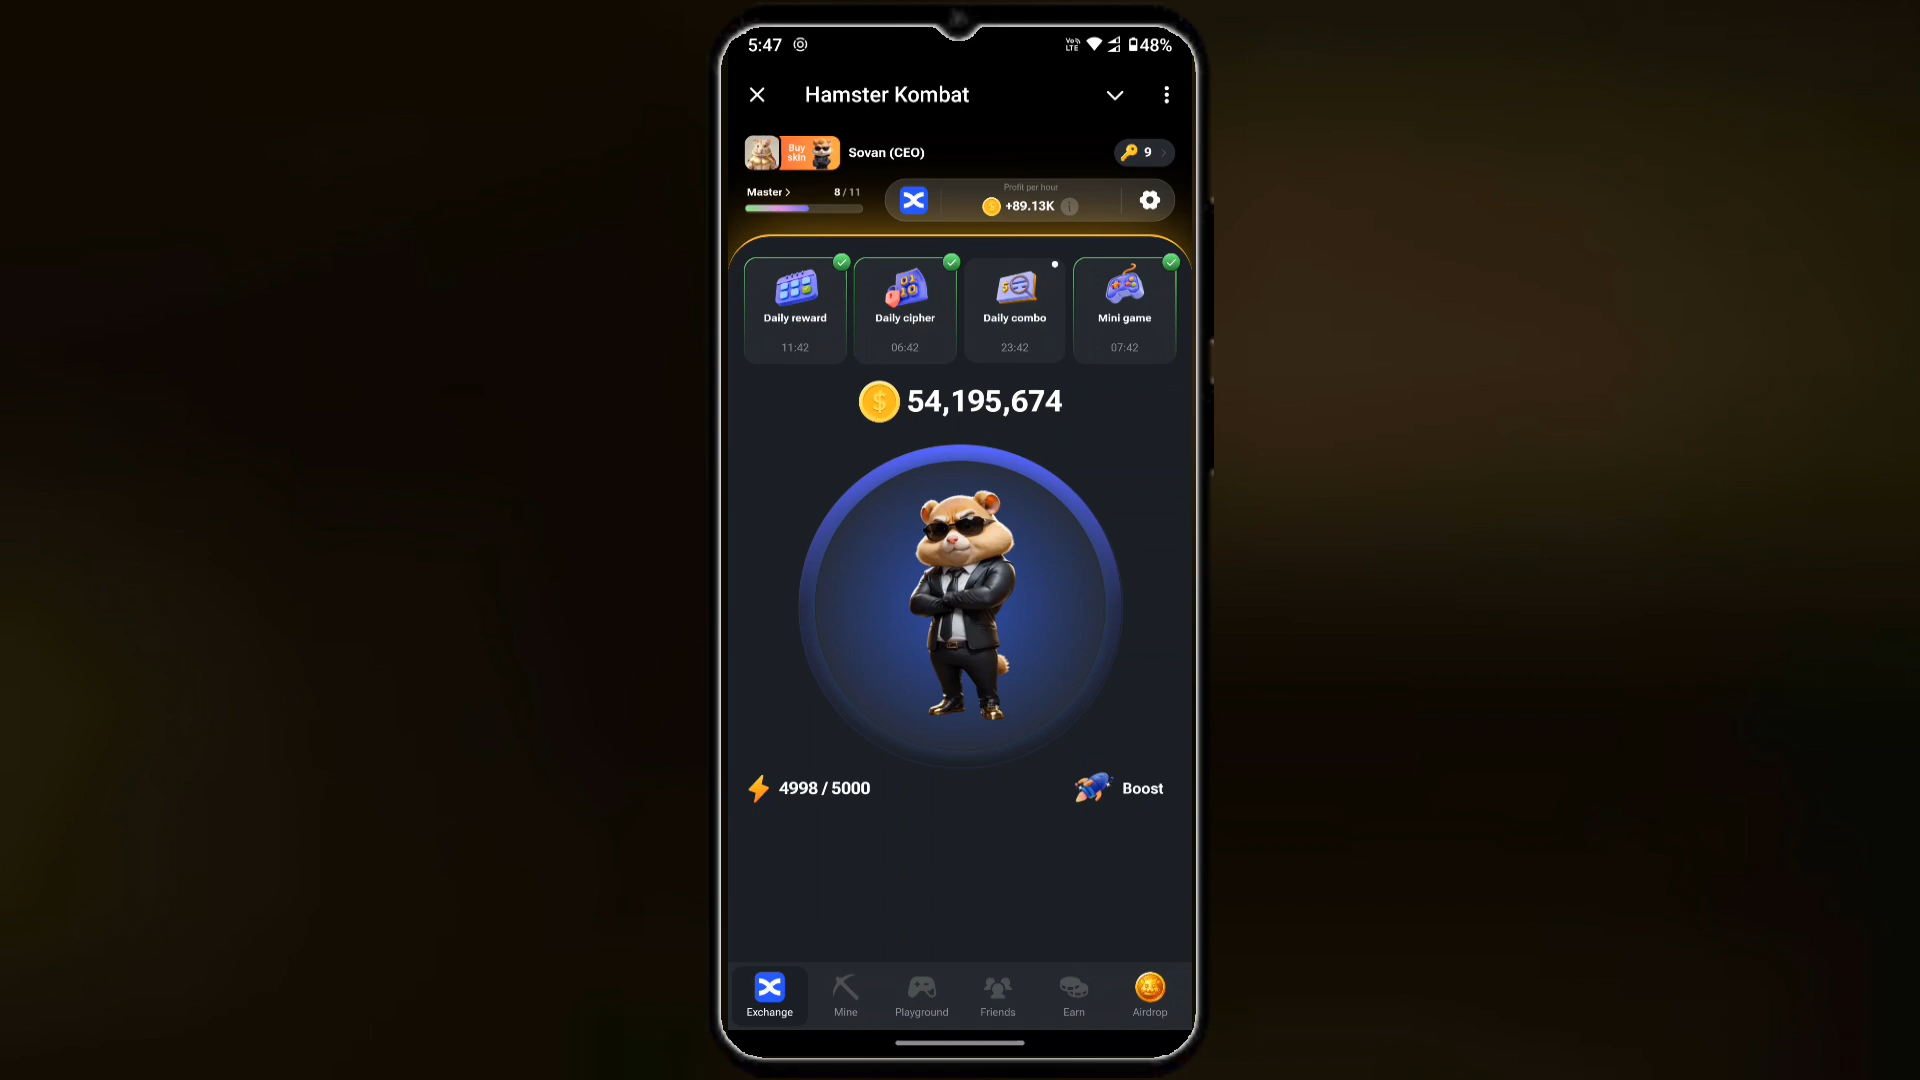 5:47
Vo LTE
48%
Hamster Kombat
Buy skin
Sovan (CEO)
9
Master
8 / 11
Profit per hour
+89.13K
Daily reward
11:42
Daily cipher
06:42
Daily combo
23:42
Mini game
07:42
54,195,674
4998 / 5000
Boost
Exchange
Mine
Playground
Friends
Earn
Airdrop